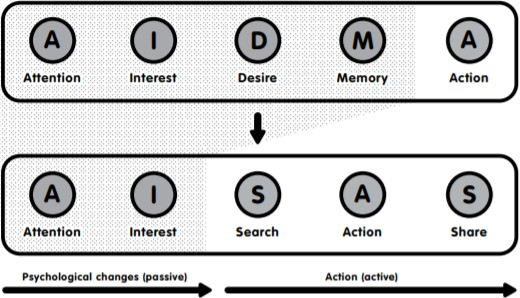 A I D M A
Attention Interest Desire Memory Action
A I S A S
Attention Interest Search Action Share
Psychological changes (passive) Action (active)